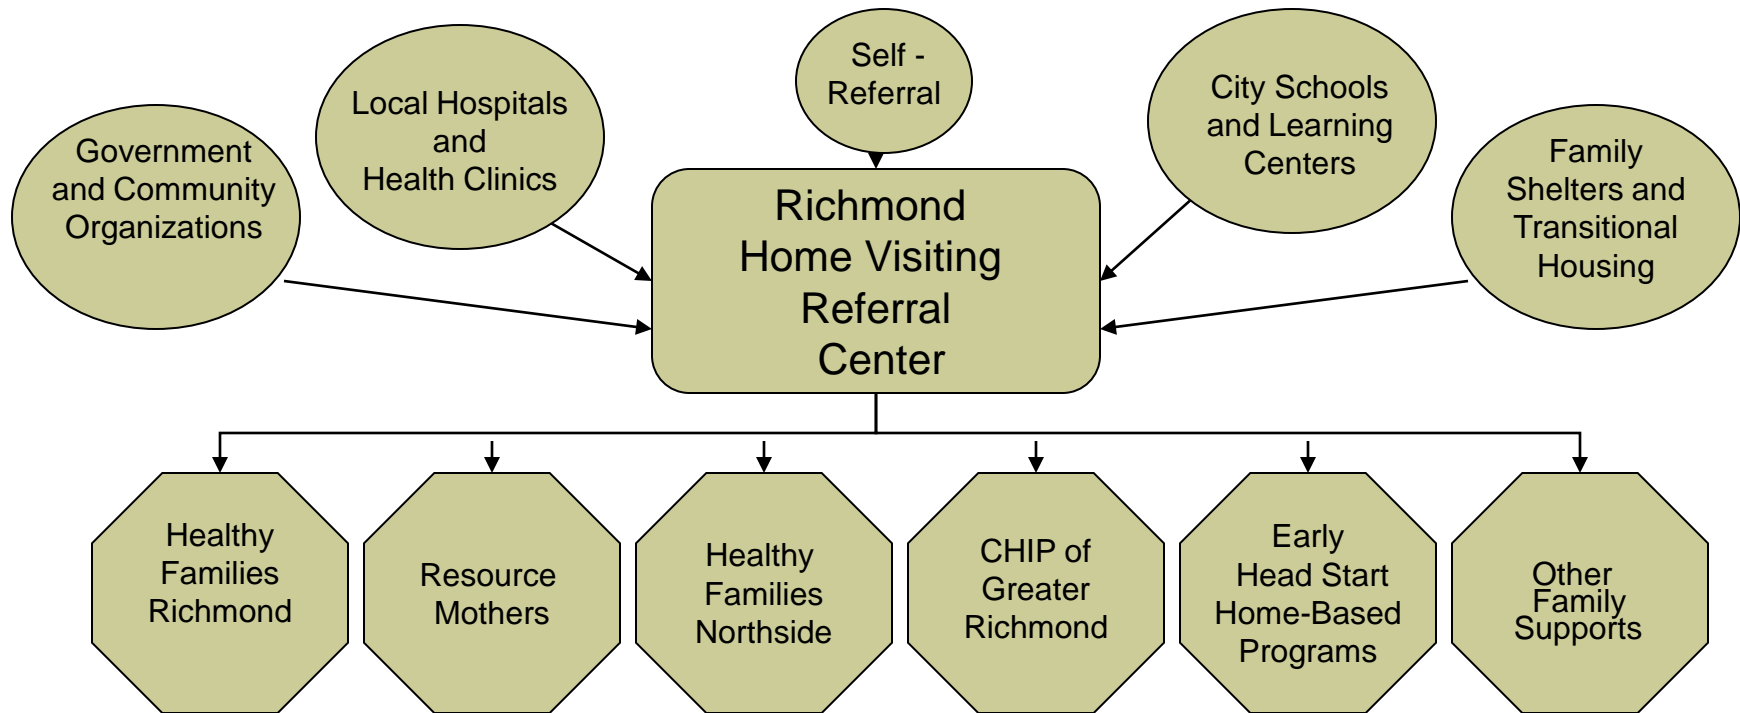 Government
and Community
Organizations
Local Hospitals
and
Health Clinics
Self -
Referral
City Schools
and Learning
Centers
Family
Shelters and
Transitional
Housing
Richmond
Home Visiting
Referral
Center
Healthy
Families
Richmond
Resource
Mothers
Healthy
Families
Northside
CHIP of
Greater
Richmond
Early
Head Start
Home-Based
Programs
Other
Family
Supports